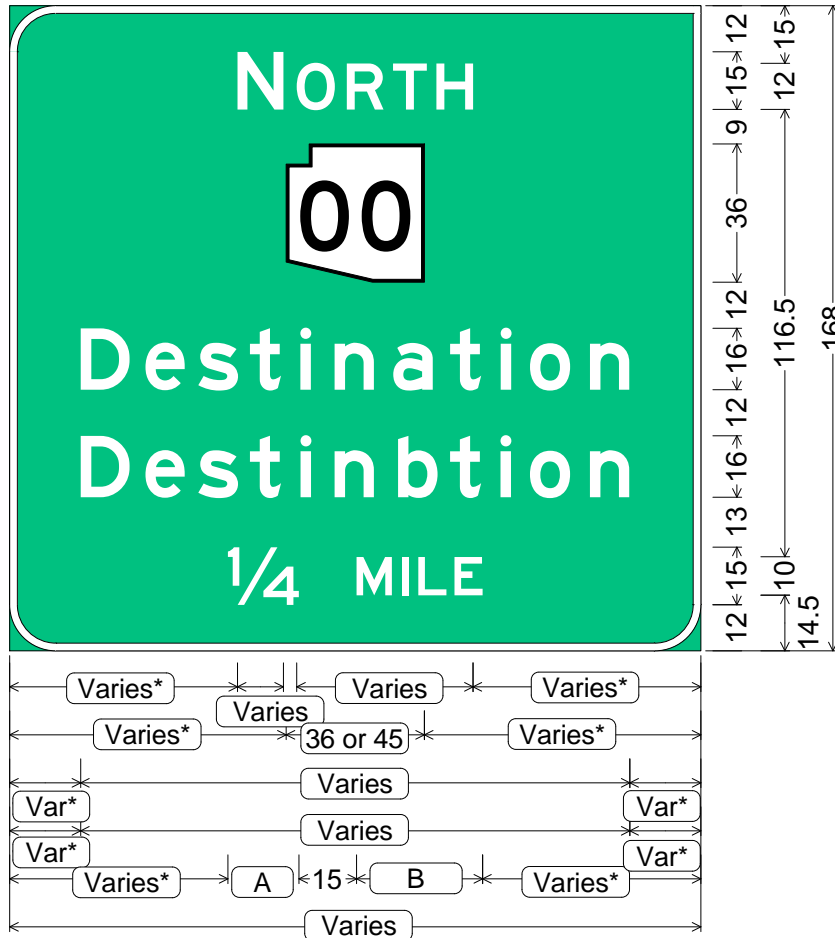 NORTH
00
Destination
Destinbtion
1/4 MILE
12
15
9
36
12
16
12
16
13
15
12
15
12
116.5
10
14.5
168
Varies*
Varies
Varies
Varies*
Varies*
36 or 45
Varies*
Var*
Varies
Var*
Var*
Varies
Var*
Varies*
A
15
B
Varies*
Varies